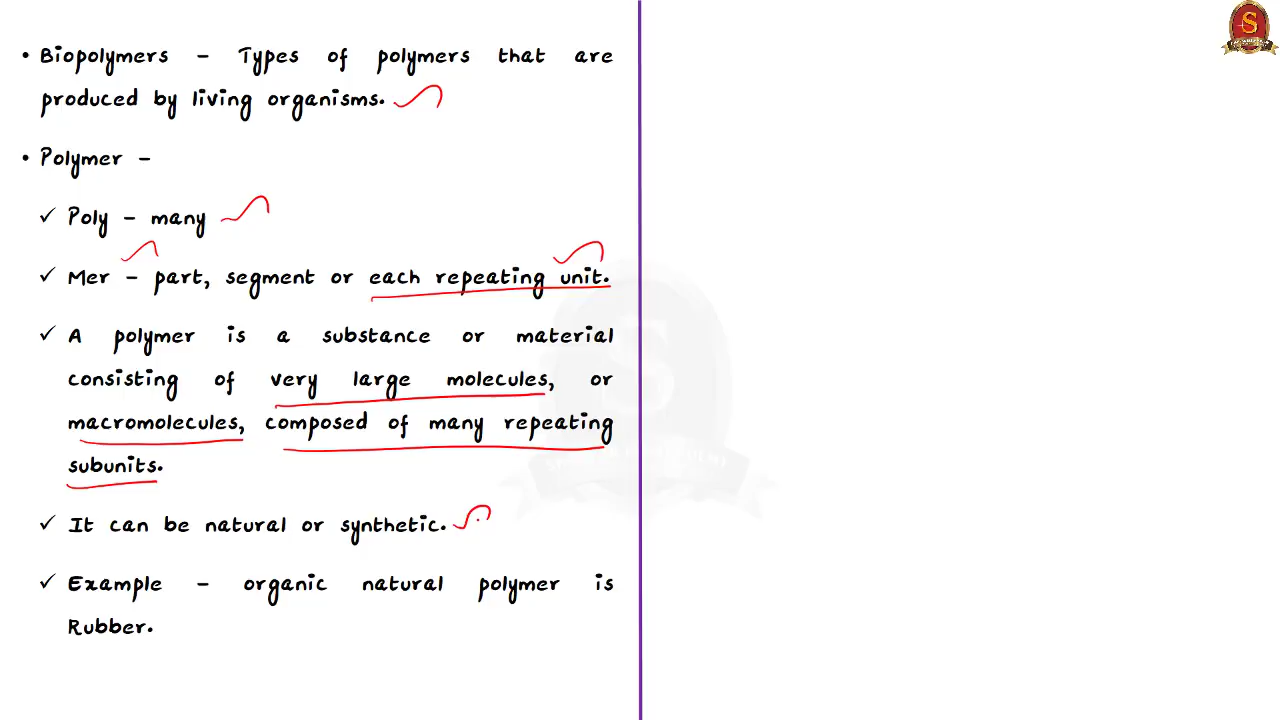 • Biopolymers – Types of polymers that are
produced by living organisms.
• Polymer –
✓ Poly – many
✓ Mer – part, segment or each repeating unit.
✓ A polymer is a substance or material
consisting of very large molecules, or
macromolecules, composed of many repeating
subunits.
✓ It can be natural or synthetic.
✓ Example – organic natural polymer is
Rubber.
S